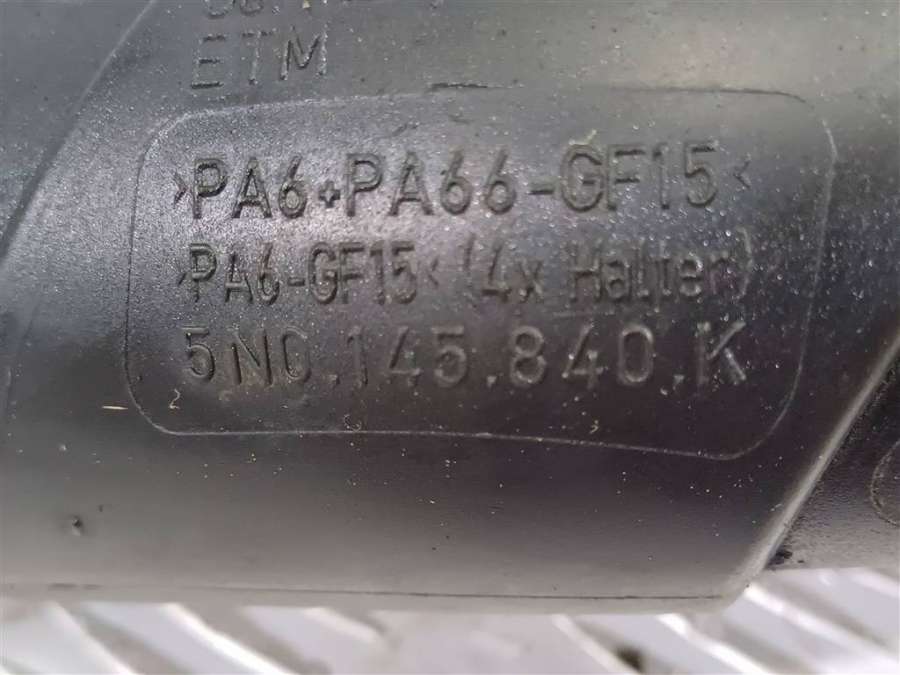 ETM
>PA6+PA66-GF15<
>PA6-GF15< (4x Halter)
5N0.145.840.K